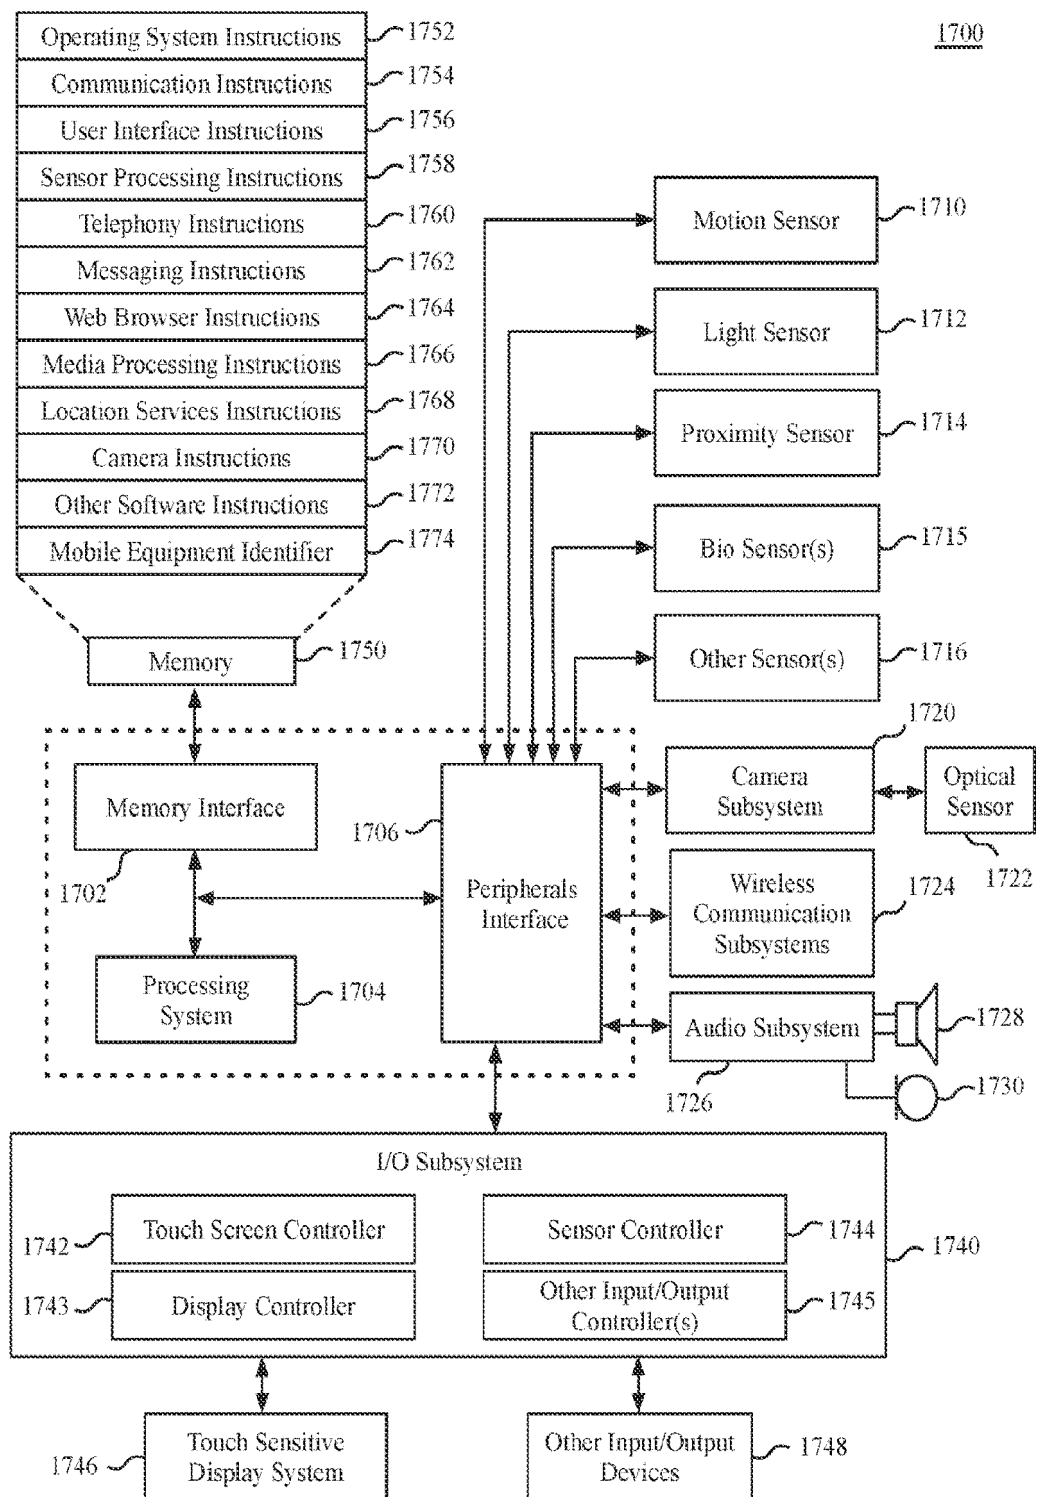 1700
Operating System Instructions
1752
Communication Instructions
1754
User Interface Instructions
1756
Sensor Processing Instructions
1758
Telephony Instructions
1760
Messaging Instructions
1762
Web Browser Instructions
1764
Media Processing Instructions
1766
Location Services Instructions
1768
Camera Instructions
1770
Other Software Instructions
1772
Mobile Equipment Identifier
1774
Memory
1750
Motion Sensor
1710
Light Sensor
1712
Proximity Sensor
1714
Bio Sensor(s)
1715
Other Sensor(s)
1716
Memory Interface
1702
Processing
System
1704
1706
Peripherals
Interface
1720
Camera
Subsystem
Optical
Sensor
1722
Wireless
Communication
Subsystems
1724
Audio Subsystem
1726
1728
1730
I/O Subsystem
1740
Touch Screen Controller
1742
Sensor Controller
1744
Display Controller
1743
Other Input/Output
Controller(s)
1745
Touch Sensitive
Display System
1746
Other Input/Output
Devices
1748